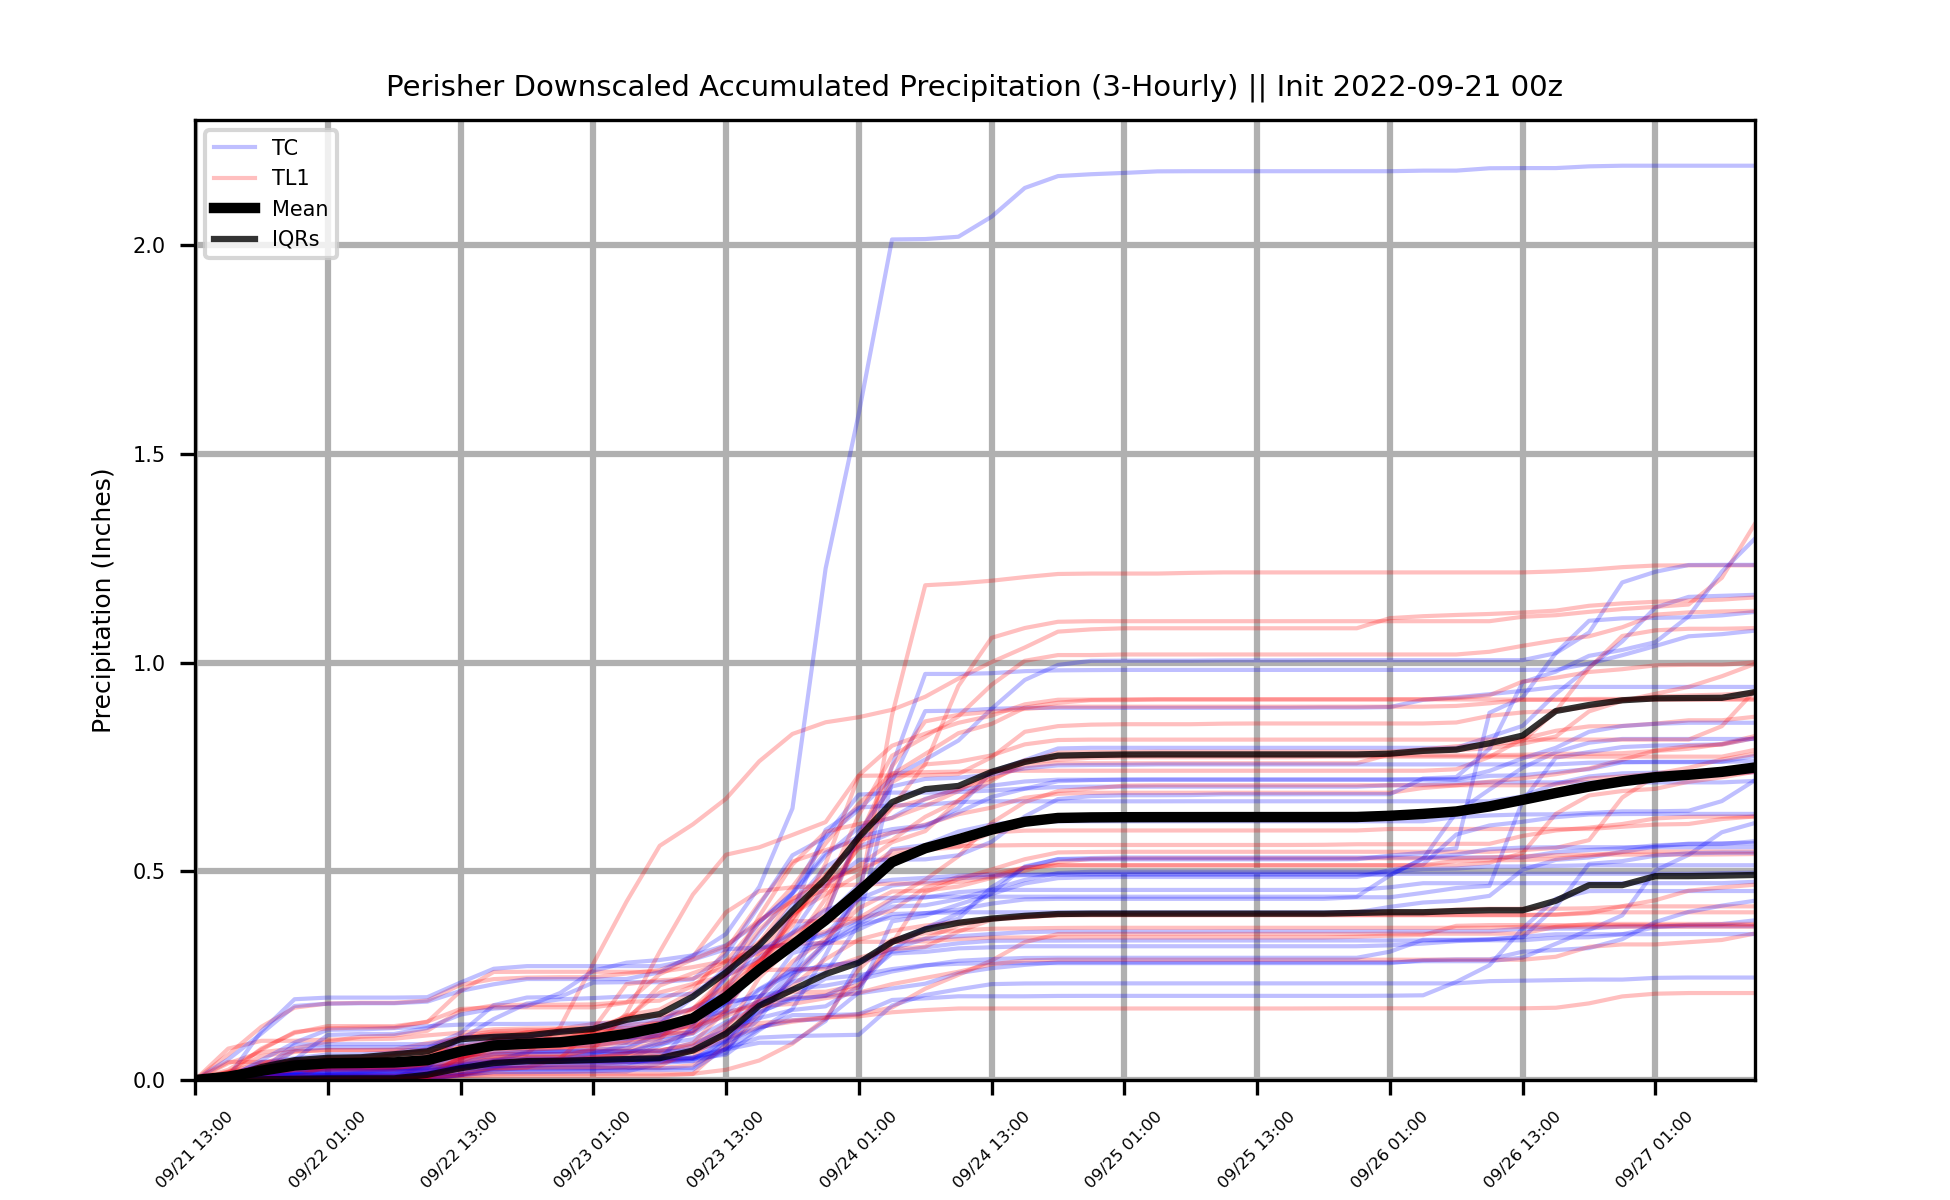 Perisher Downscaled Accumulated Precipitation (3-Hourly) || Init 2022-09-21 00z
TC
TL1
Mean
IQRs
Precipitation (Inches)
2.0
1.5
1.0
0.5
0.0
09/21 13:00
09/22 01:00
09/22 13:00
09/23 01:00
09/23 13:00
09/24 01:00
09/24 13:00
09/25 01:00
09/25 13:00
09/26 01:00
09/26 13:00
09/27 01:00